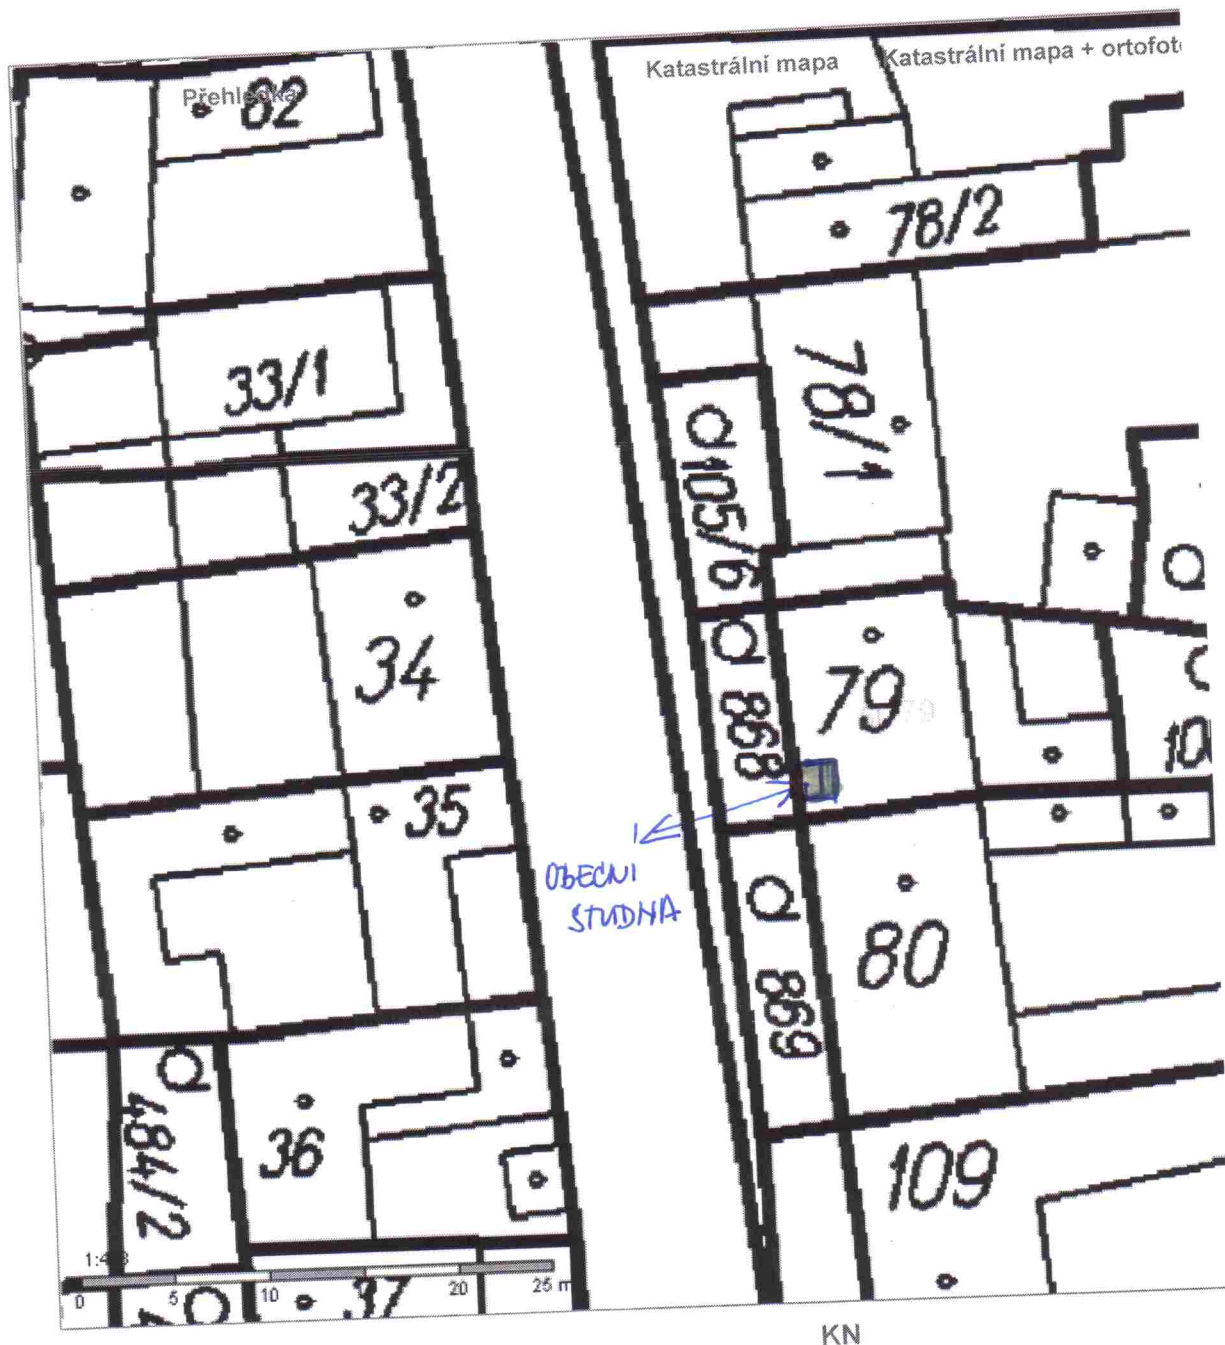 Přehledka
Katastrální mapa
Katastrální mapa + ortofoto
82
78/2
33/1
78/1
33/2
105/6
34
79
868
35
OBECNI
STUDNA
80
869
484/2
36
109
37
0 5 10 20 25 m
KN